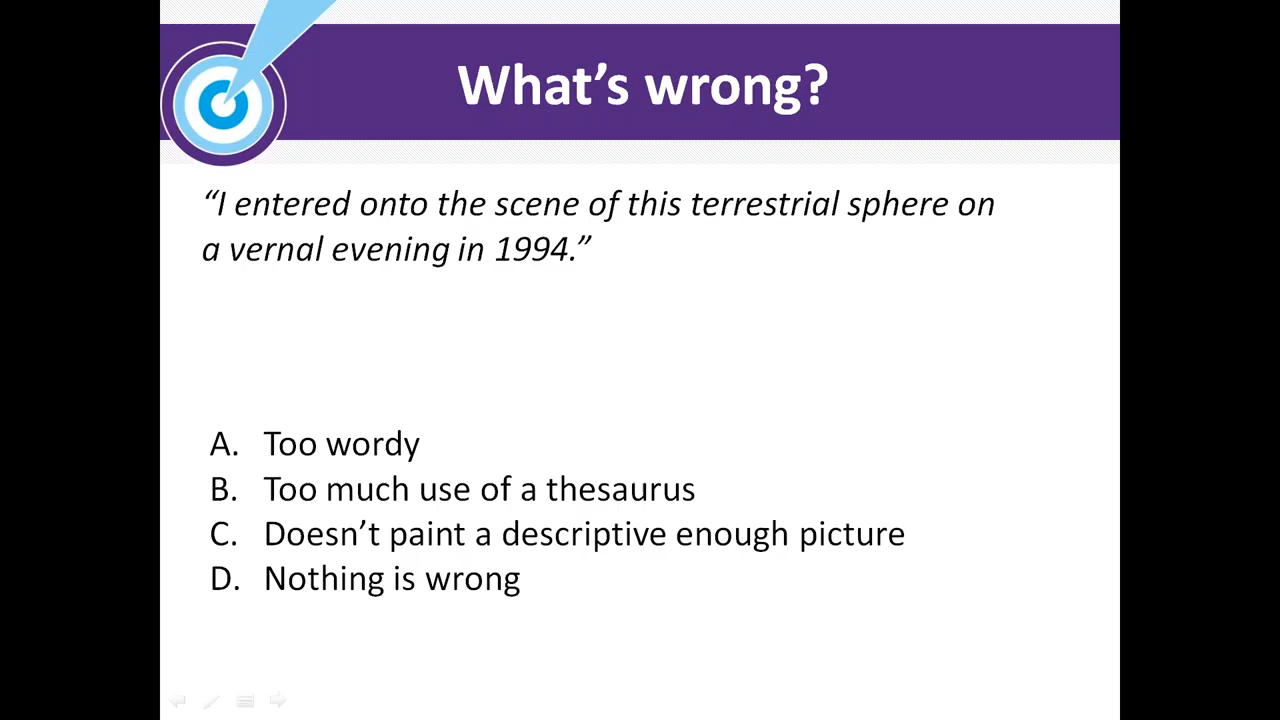 What’s wrong?
“I entered onto the scene of this terrestrial sphere on
a vernal evening in 1994.”
A. Too wordy
B. Too much use of a thesaurus
C. Doesn’t paint a descriptive enough picture
D. Nothing is wrong